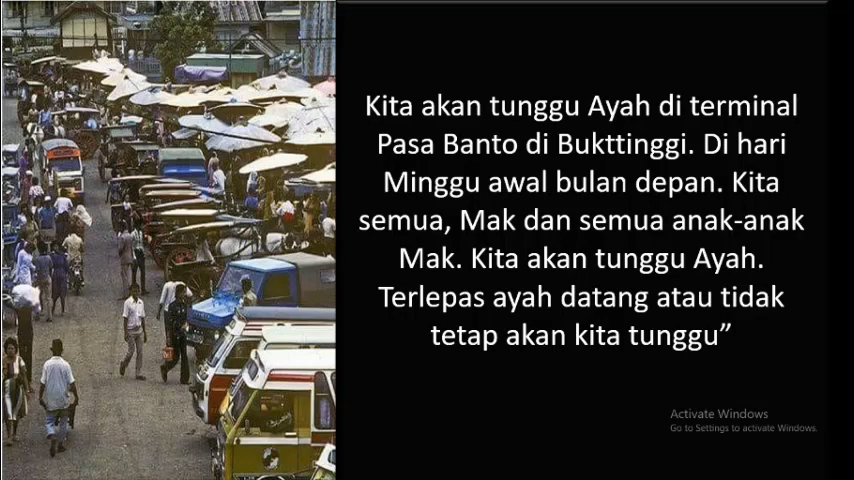 Kita akan tunggu Ayah di terminal
Pasa Banto di Bukttinggi. Di hari
Minggu awal bulan depan. Kita
semua, Mak dan semua anak-anak
Mak. Kita akan tunggu Ayah.
Terlepas ayah datang atau tidak
tetap akan kita tunggu”
Activate Windows
Go to Settings to activate Windows.